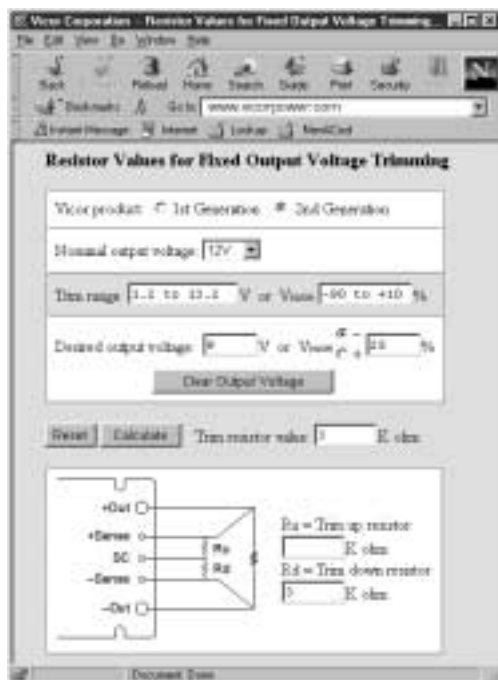 Vicor Corporation - Resistor Values for Fixed Output Voltage Trimming...
File Edit View Go Window Help
Back Reload Home Search Guide Print Security
Bookmarks Go to: www.vicorpower.com
Instant Message Internet Lookup New&Cool
Resistor Values for Fixed Output Voltage Trimming
Vicor product: 1st Generation 2nd Generation
Nominal output voltage: 12V
Trim range: to 13.2 V or Vnom -90 to +10 %
Desired output voltage: V or Vnom - + %
Clear Output Voltage
Reset Calculate Trim resistor value: 3 K ohm
+Out
+Sense
SC
-Sense
-Out
Ru
Rd
Ru = Trim up resistor
K ohm
Rd = Trim down resistor
3 K ohm
Document: Done